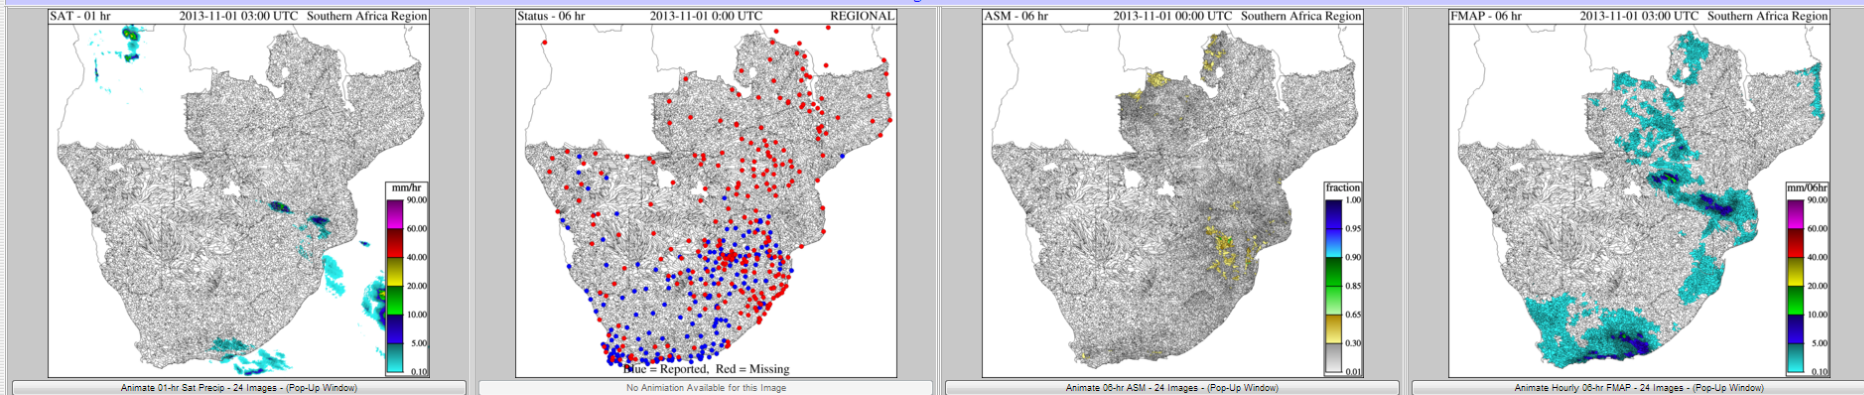 SAT - 01 hr 2013-11-01 03:00 UTC Southern Africa Region
mm/hr
90.00
60.00
40.00
20.00
10.00
5.00
0.10
Animate 01-hr Sat Precip - 24 Images - (Pop-Up Window)
Status - 06 hr 2013-11-01 0:00 UTC REGIONAL
Blue = Reported, Red = Missing
No Animation Available for this Image
ASM - 06 hr 2013-11-01 00:00 UTC Southern Africa Region
fraction
1.00
0.95
0.90
0.85
0.65
0.30
0.01
Animate 06-hr ASM - 24 Images - (Pop-Up Window)
FMAP - 06 hr 2013-11-01 03:00 UTC Southern Africa Region
mm/06hr
90.00
60.00
40.00
20.00
10.00
5.00
0.10
Animate Hourly 06-hr FMAP - 24 Images - (Pop-Up Window)